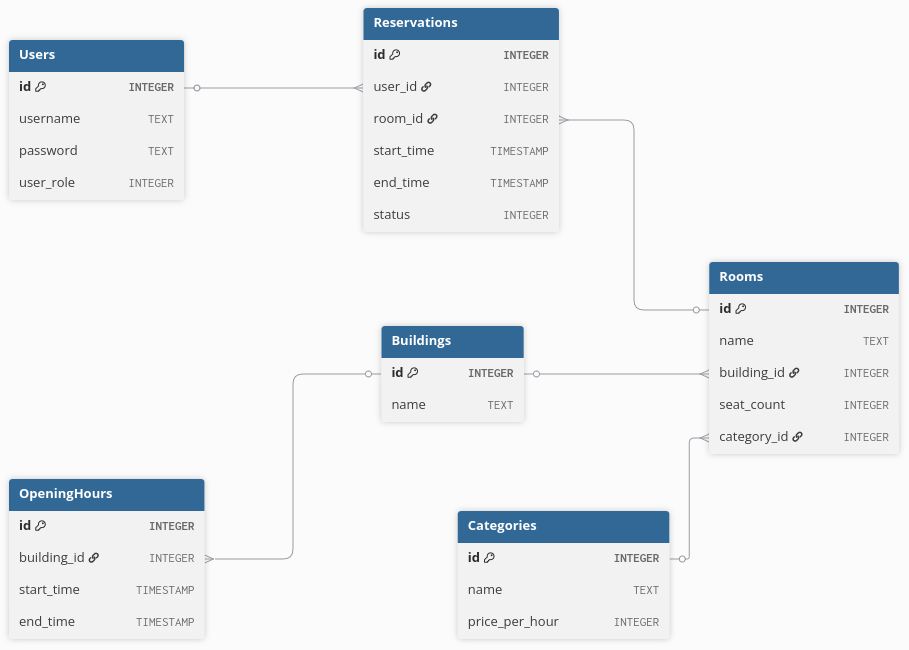 Users
id INTEGER
username TEXT
password TEXT
user_role INTEGER
Reservations
id INTEGER
user_id INTEGER
room_id INTEGER
start_time TIMESTAMP
end_time TIMESTAMP
status INTEGER
Rooms
id INTEGER
name TEXT
building_id INTEGER
seat_count INTEGER
category_id INTEGER
Buildings
id INTEGER
name TEXT
OpeningHours
id INTEGER
building_id INTEGER
start_time TIMESTAMP
end_time TIMESTAMP
Categories
id INTEGER
name TEXT
price_per_hour INTEGER